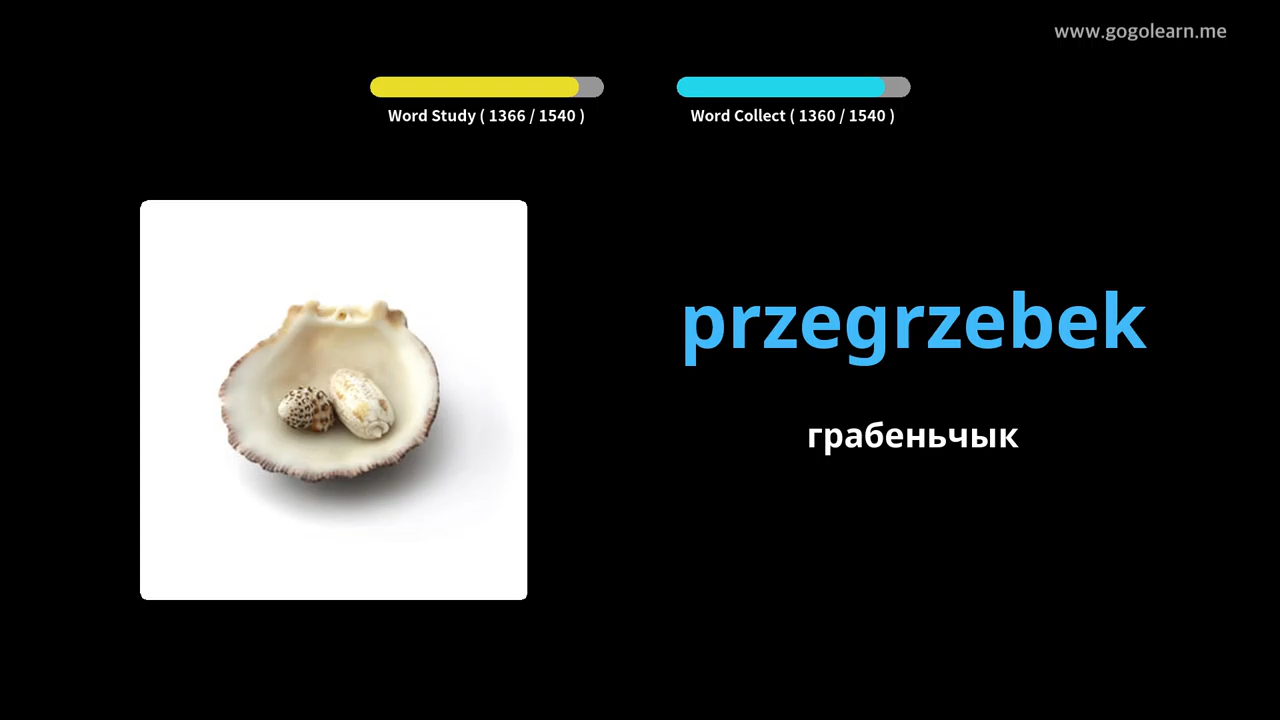 www.gogolearn.me
Word Study ( 1366 / 1540 )
Word Collect ( 1360 / 1540 )
przegrzebek
грабеньчык